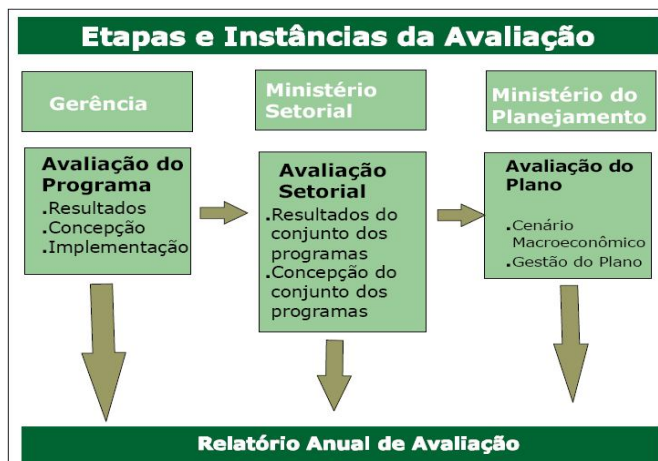 Etapas e Instâncias da Avaliação
Gerência
Avaliação do
Programa
.Resultados
.Concepção
.Implementação
Ministério
Setorial
Avaliação
Setorial
.Resultados do
conjunto dos
programas
.Concepção do
conjunto dos
programas
Ministério do
Planejamento
Avaliação do
Plano
.Cenário
Macroeconômico
.Gestão do Plano
Relatório Anual de Avaliação